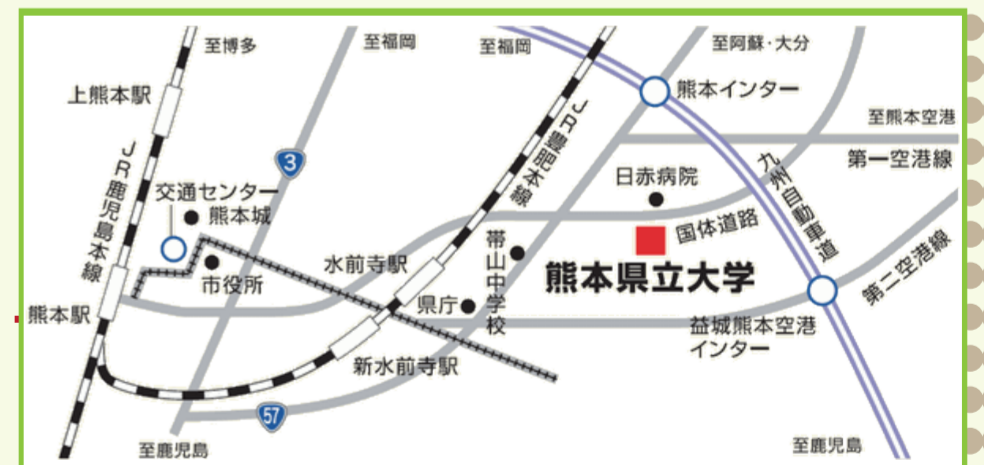 至博多
至福岡
至福岡
至阿蘇・大分
上熊本駅
熊本インター
至熊本空港
第一空港線
JR豊肥本線
3
JR鹿児島本線
日赤病院
九州自動車道
交通センター
熊本城
国体道路
帯山中学校
水前寺駅
市役所
熊本県立大学
第二空港線
県庁
熊本駅
益城熊本空港
インター
新水前寺駅
57
至鹿児島
至鹿児島